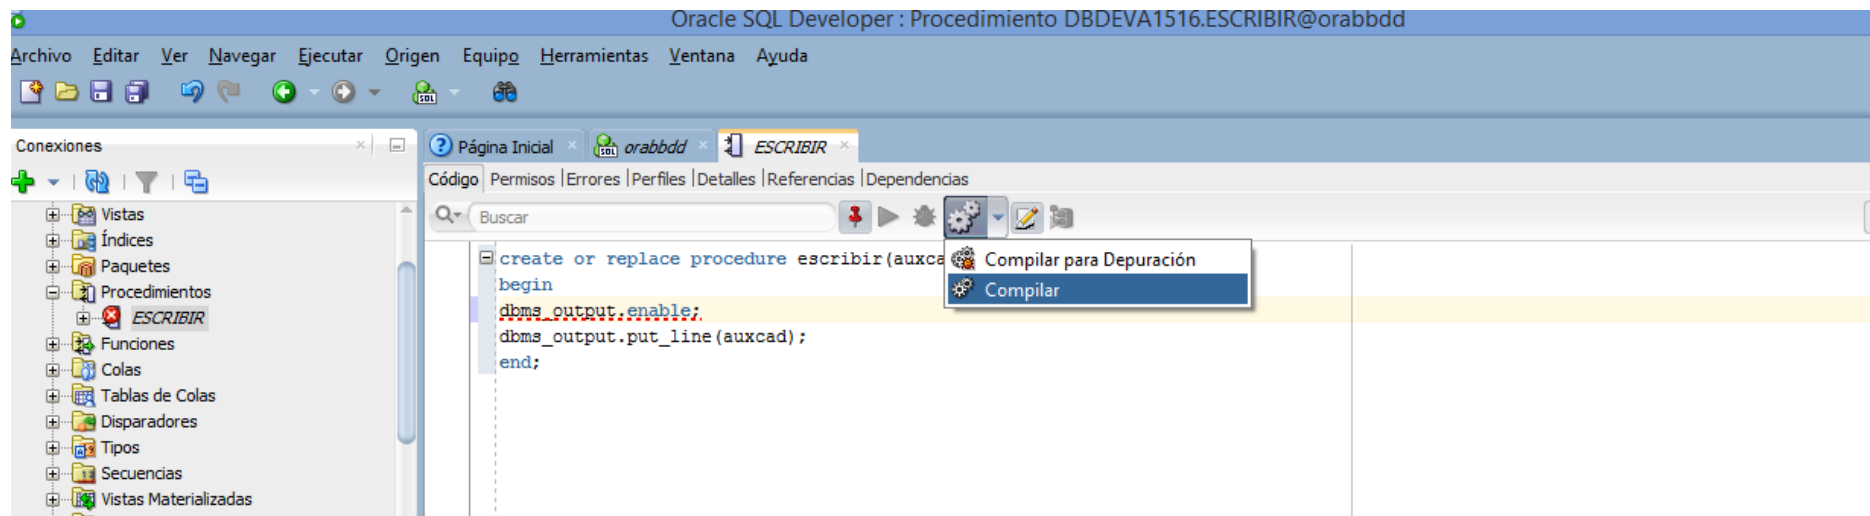 Oracle SQL Developer : Procedimiento DBDEVA1516.ESCRIBIR@orabbdd
Archivo Editar Ver Navegar Ejecutar Origen Equipo Herramientas Ventana Ayuda
SQL
Conexiones
Página Inicial orabbdd ESCRIBIR
Código Permisos | Errores | Perfiles | Detalles | Referencias | Dependencias
Buscar
Vistas
Índices
Paquetes
Procedimientos
ESCRIBIR
Funciones
Colas
Tablas de Colas
Disparadores
Tipos
Secuencias
Vistas Materializadas
create or replace procedure escribir(auxca
begin
dbms_output.enable;
dbms_output.put_line(auxcad);
end;
Compilar para Depuración
Compilar